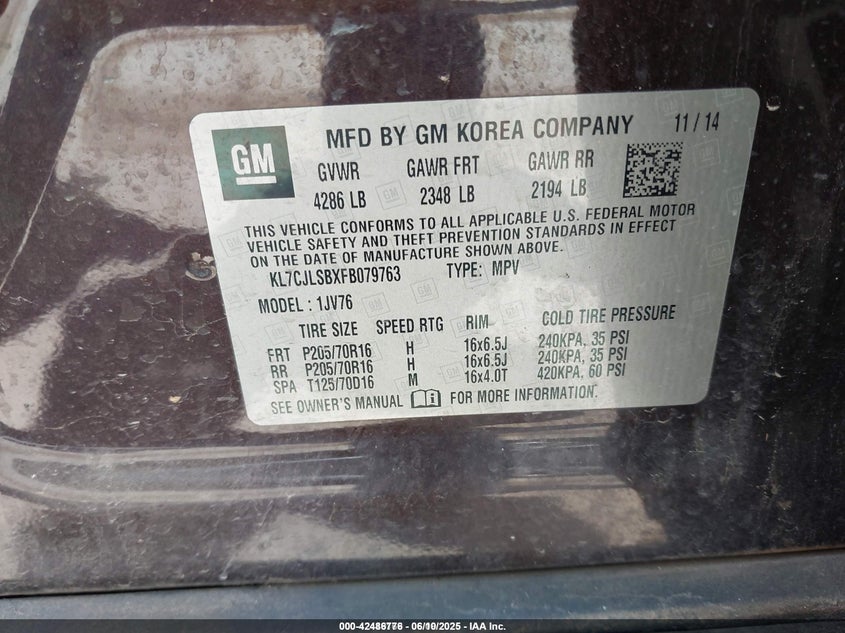 GM
MFD BY GM KOREA COMPANY 11 / 14
GVWR GAWR FRT GAWR RR
4286 LB 2348 LB 2194 LB
THIS VEHICLE CONFORMS TO ALL APPLICABLE U.S. FEDERAL MOTOR
VEHICLE SAFETY AND THEFT PREVENTION STANDARDS IN EFFECT
ON THE DATE OF MANUFACTURE SHOWN ABOVE.
KL7CJLSBXFB079763 TYPE: MPV
MODEL : 1JV76
TIRE SIZE SPEED RTG RIM COLD TIRE PRESSURE
FRT P205/70R16 H 16x6.5J 240KPA, 35 PSI
RR P205/70R16 H 16x6.5J 240KPA, 35 PSI
SPA T125/70D16 M 16x4.0T 420KPA, 60 PSI
SEE OWNER'S MANUAL FOR MORE INFORMATION.
000-42486776 - 06/10/2025 - IAA Inc.